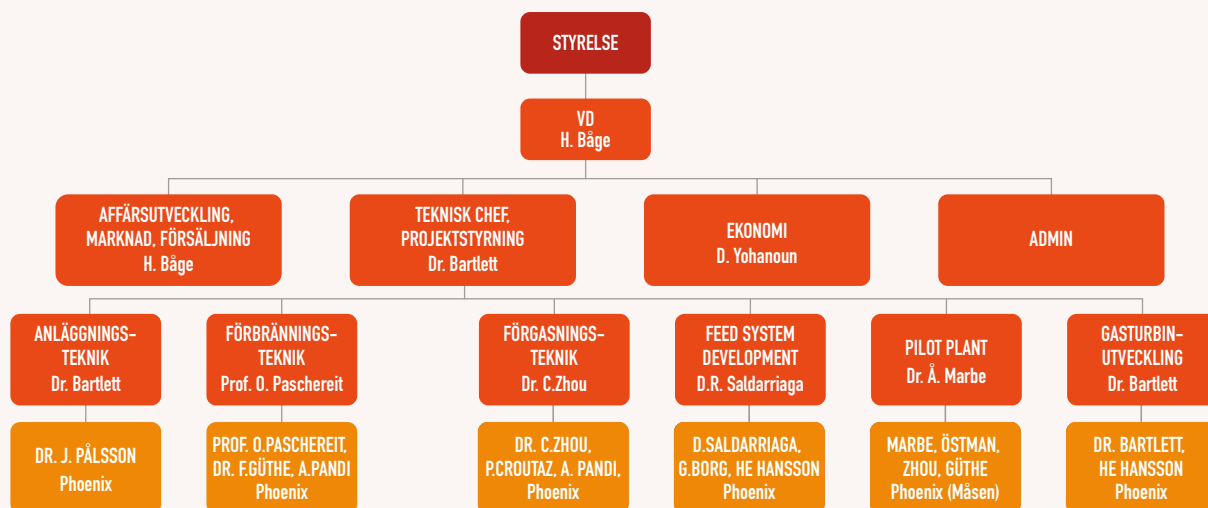 STYRELSE
VD
H. Båge
AFFÄRSUTVECKLING,
MARKNAD, FÖRSÄLJNING
H. Båge
TEKNISK CHEF,
PROJEKTSTYRNING
Dr. Bartlett
EKONOMI
D. Yohanoun
ADMIN
ANLÄGGNINGS-
TEKNIK
Dr. Bartlett
FÖRBRÄNNINGS-
TEKNIK
Prof. O. Paschereit
FÖRGASNINGS-
TEKNIK
Dr. C.Zhou
FEED SYSTEM
DEVELOPMENT
D.R. Saldarriaga
PILOT PLANT
Dr. Å. Marbe
GASTURBIN-
UTVECKLING
Dr. Bartlett
DR. J. PÅLSSON
Phoenix
PROF. O.PASCHEREIT,
DR. F.GÜTHE, A.PANDI
Phoenix
DR. C.ZHOU,
P.CROUTAZ, A. PANDI,
Phoenix
D.SALDARRIAGA,
G.BORG, HE HANSSON
Phoenix
MARBE, ÖSTMAN,
ZHOU, GÜTHE
Phoenix (Måsen)
DR. BARTLETT,
HE HANSSON
Phoenix